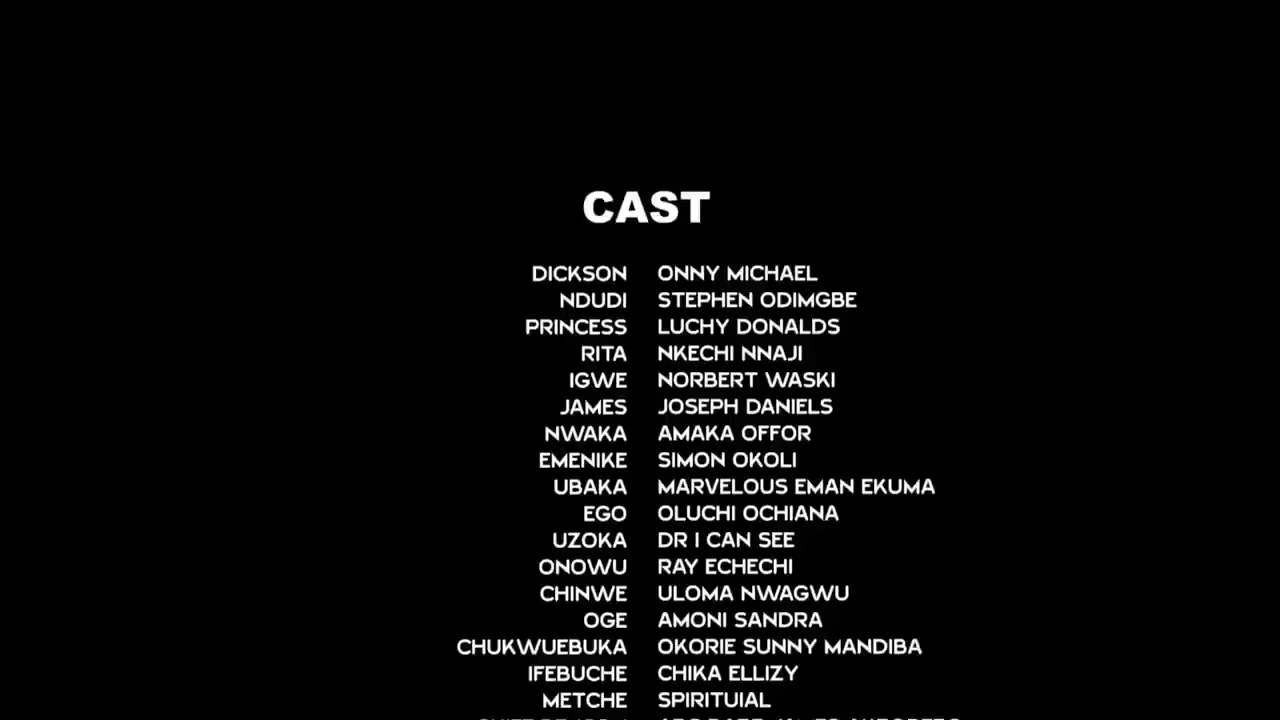 CAST
DICKSON ONNY MICHAEL
NDUDI STEPHEN ODIMGBE
PRINCESS LUCHY DONALDS
RITA NKECHI NNAJI
IGWE NORBERT WASKI
JAMES JOSEPH DANIELS
NWAKA AMAKA OFFOR
EMENIKE SIMON OKOLI
UBAKA MARVELOUS EMAN EKUMA
EGO OLUCHI OCHIANA
UZOKA DR I CAN SEE
ONOWU RAY ECHECHI
CHINWE ULOMA NWAGWU
OGE AMONI SANDRA
CHUKWUEBUKA OKORIE SUNNY MANDIBA
IFEBUCHE CHIKA ELLIZY
METCHE SPIRITUIAL